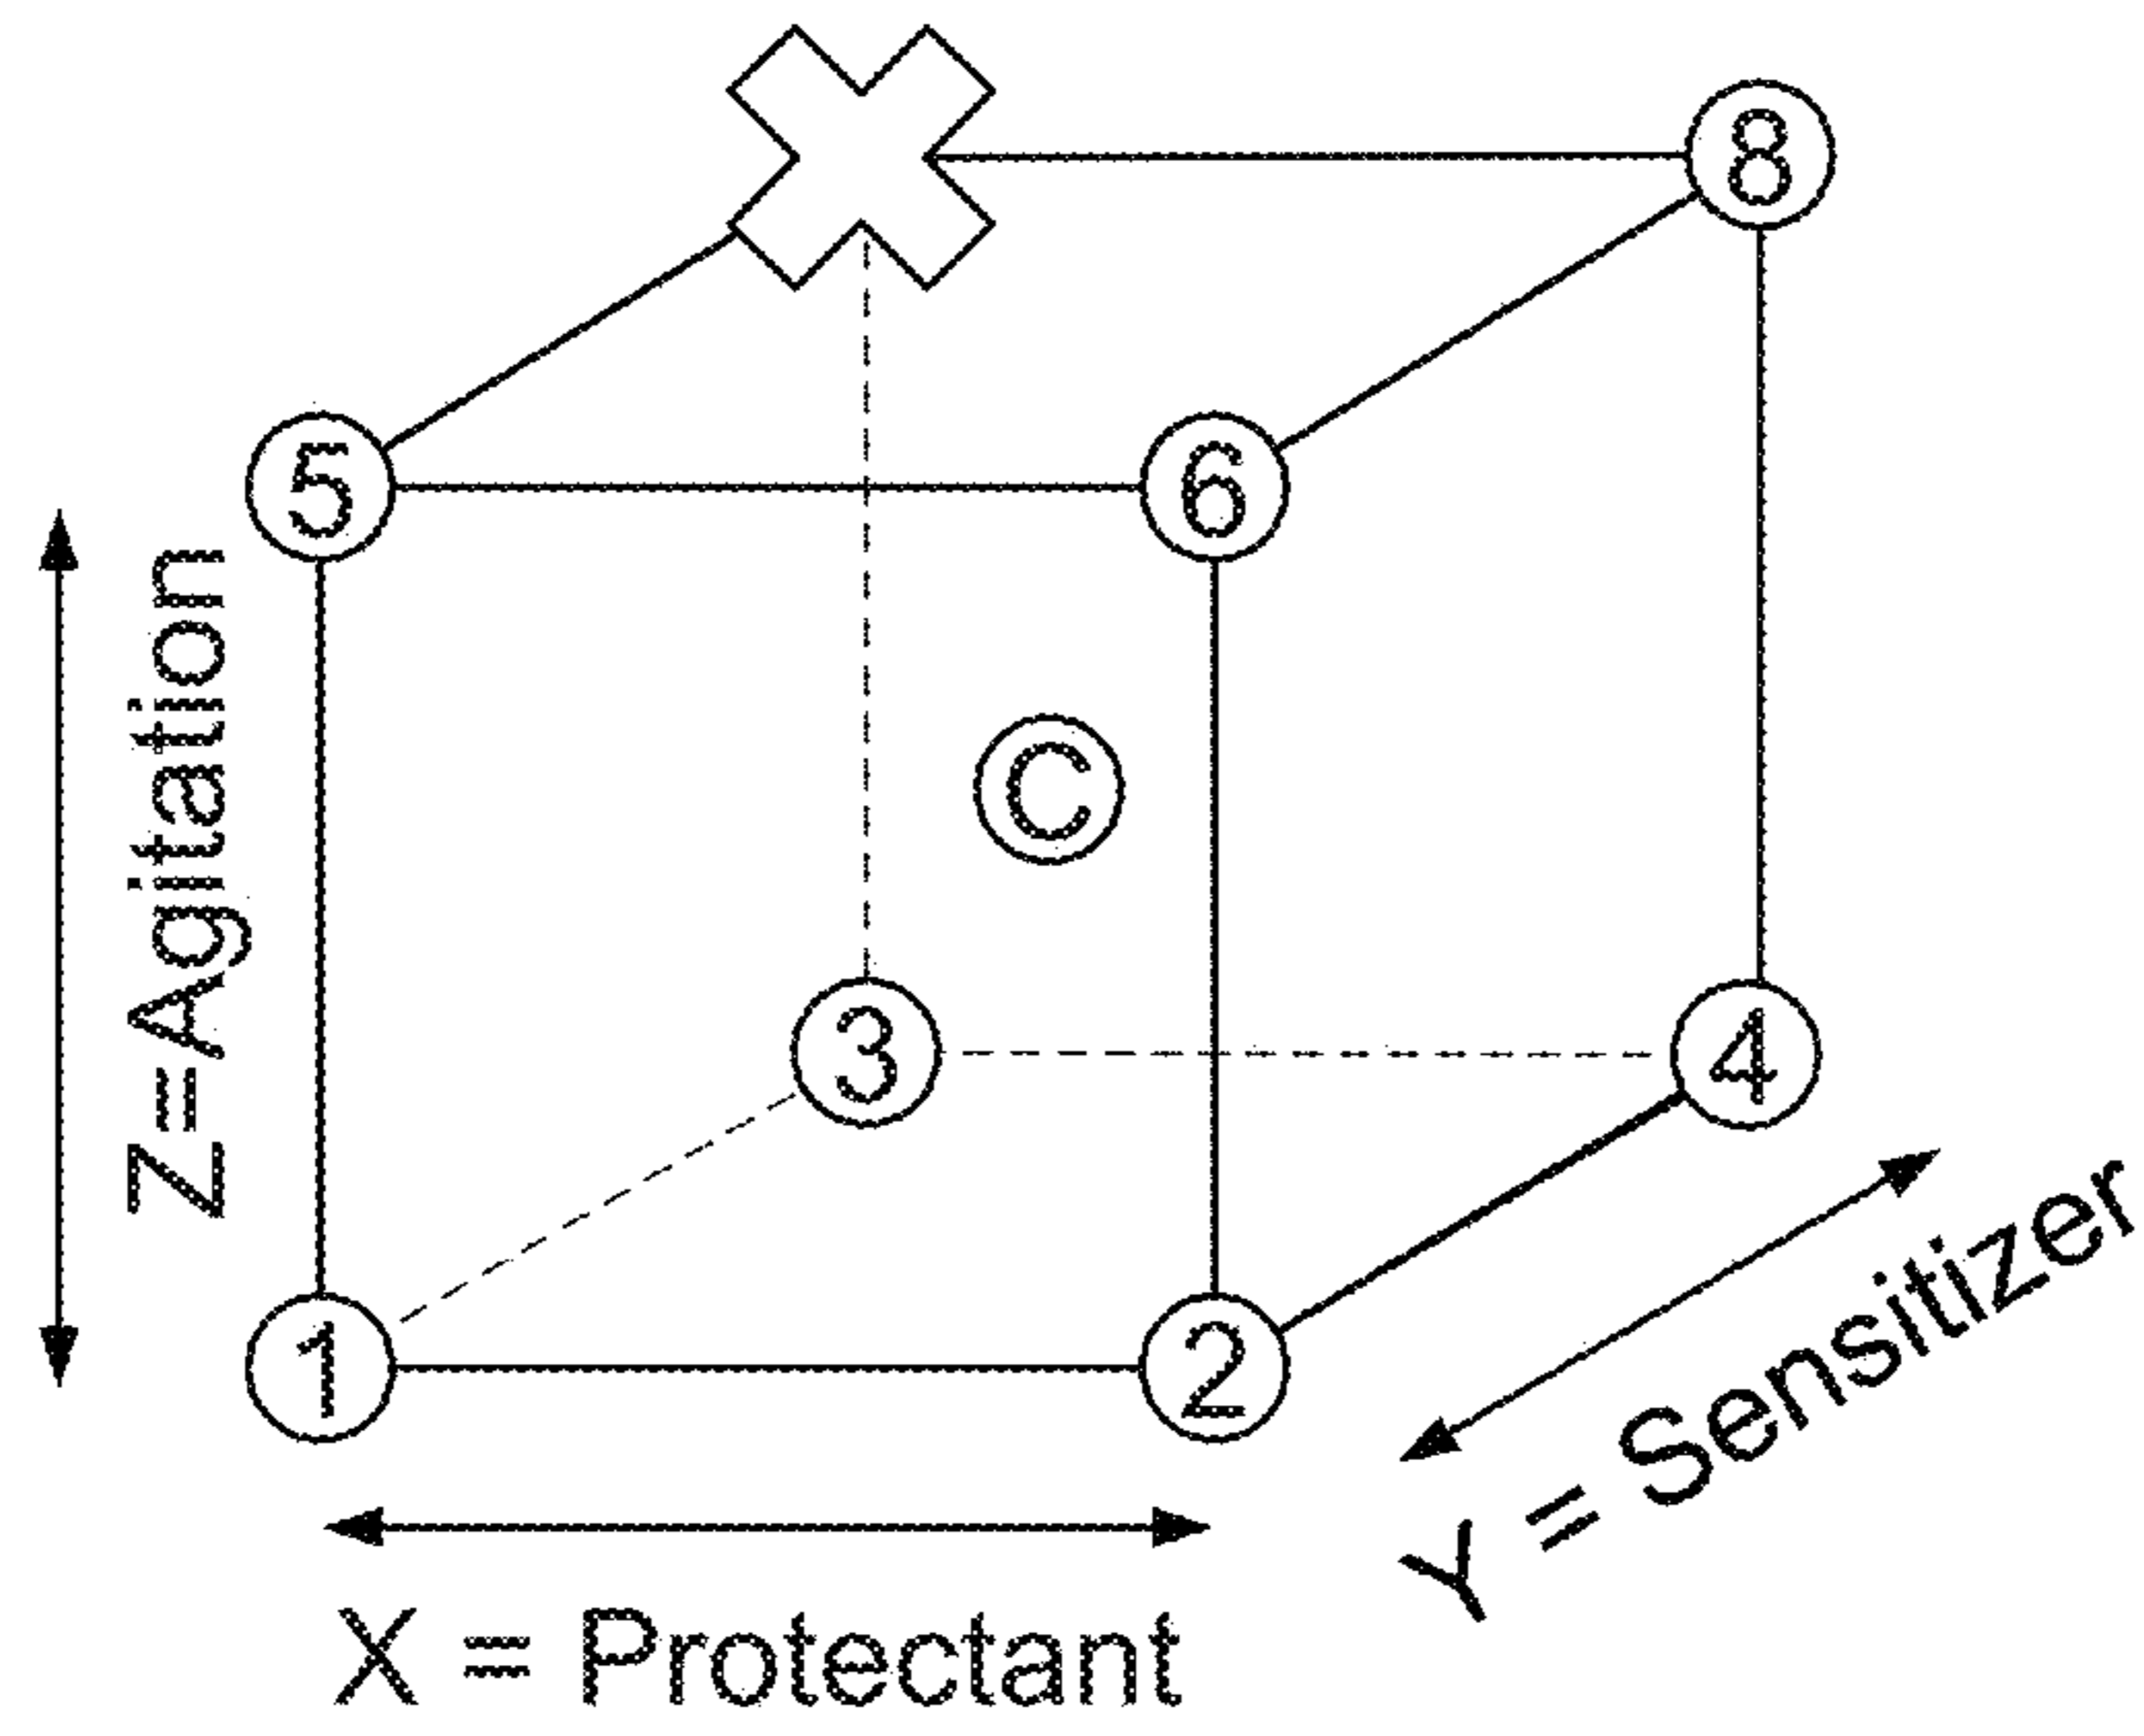 8
5
6
Z=Agitation
C
3
4
1
2
Y = Sensitizer
X = Protectant